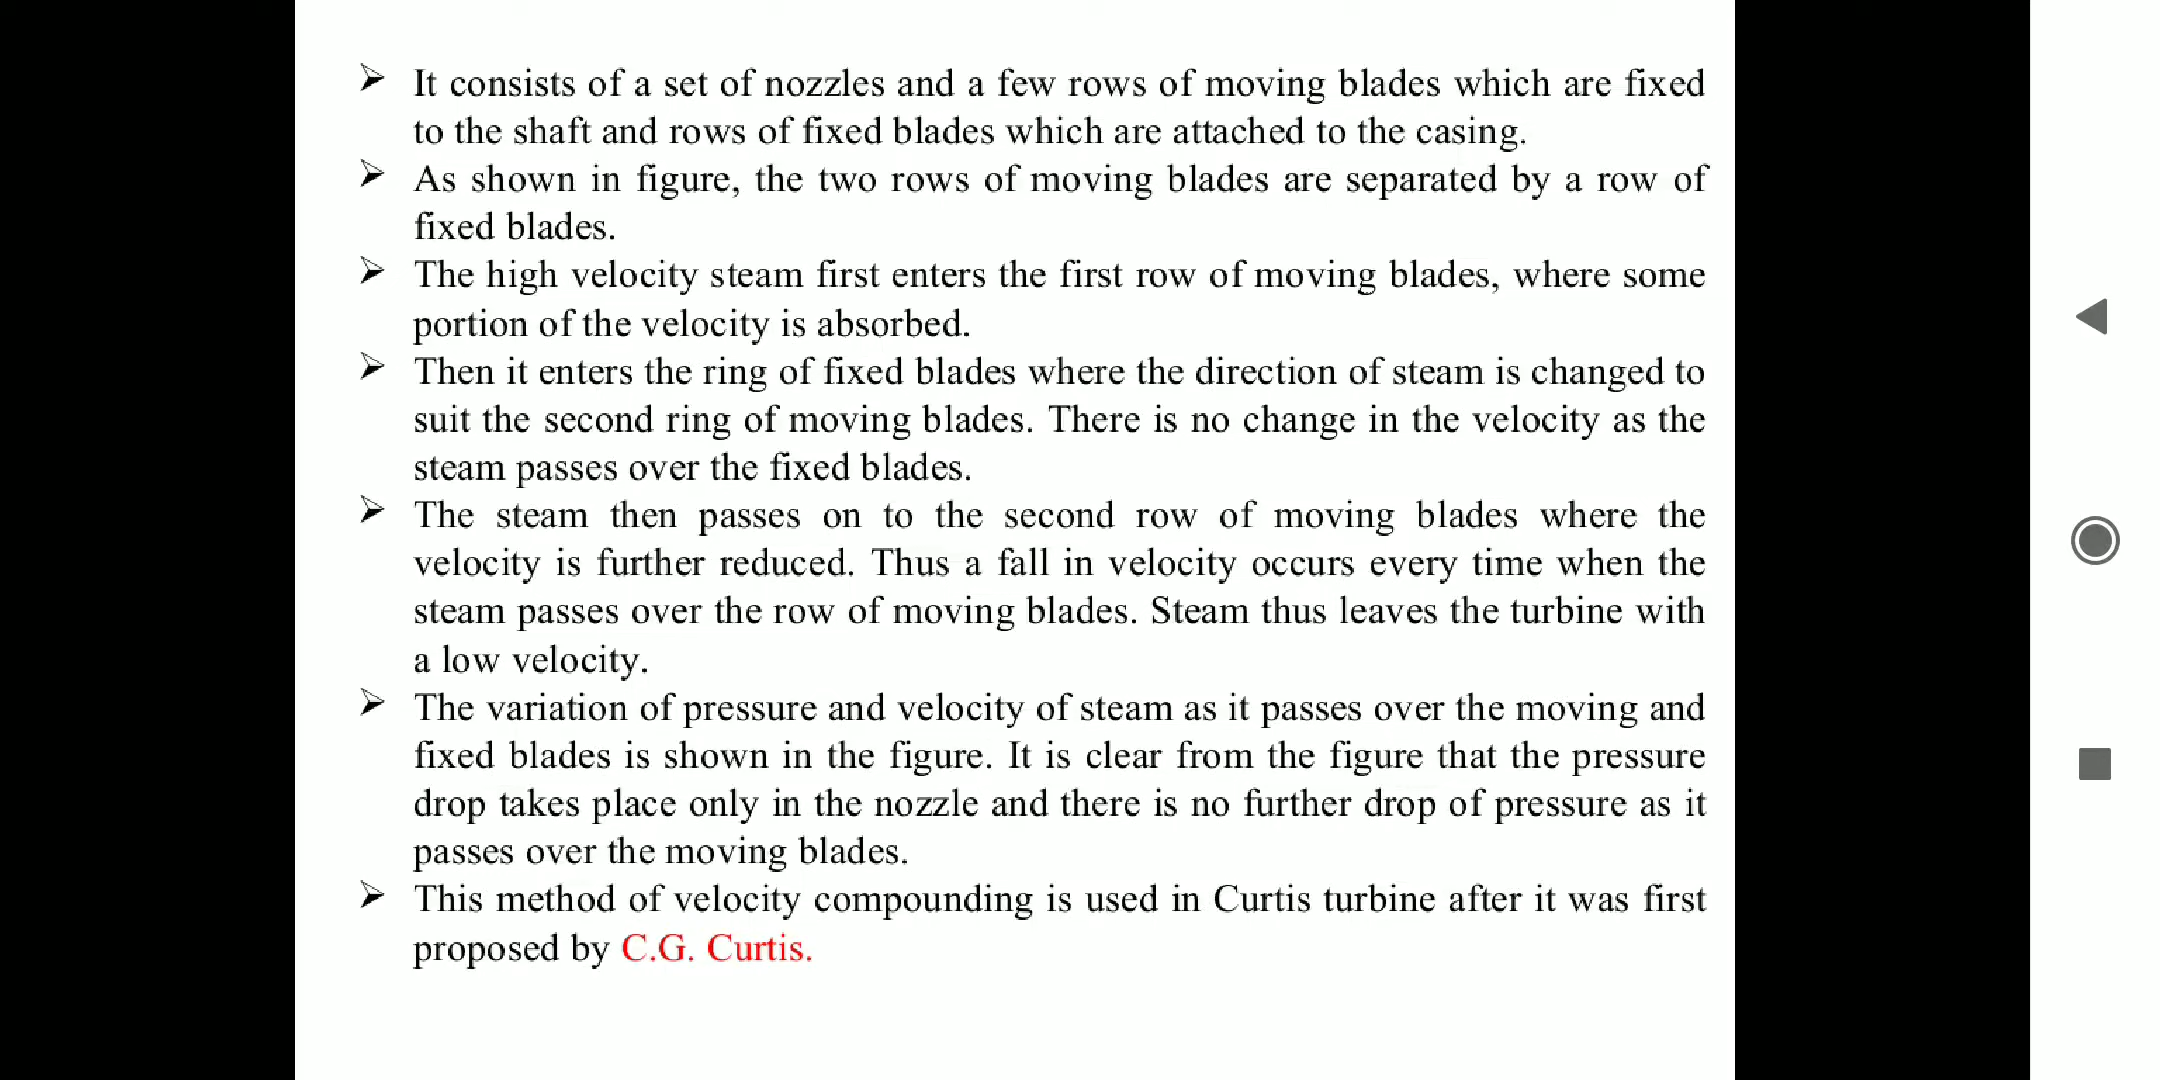 ➢ It consists of a set of nozzles and a few rows of moving blades which are fixed
to the shaft and rows of fixed blades which are attached to the casing.
➢ As shown in figure, the two rows of moving blades are separated by a row of
fixed blades.
➢ The high velocity steam first enters the first row of moving blades, where some
portion of the velocity is absorbed.
➢ Then it enters the ring of fixed blades where the direction of steam is changed to
suit the second ring of moving blades. There is no change in the velocity as the
steam passes over the fixed blades.
➢ The steam then passes on to the second row of moving blades where the
velocity is further reduced. Thus a fall in velocity occurs every time when the
steam passes over the row of moving blades. Steam thus leaves the turbine with
a low velocity.
➢ The variation of pressure and velocity of steam as it passes over the moving and
fixed blades is shown in the figure. It is clear from the figure that the pressure
drop takes place only in the nozzle and there is no further drop of pressure as it
passes over the moving blades.
➢ This method of velocity compounding is used in Curtis turbine after it was first
proposed by C.G. Curtis.